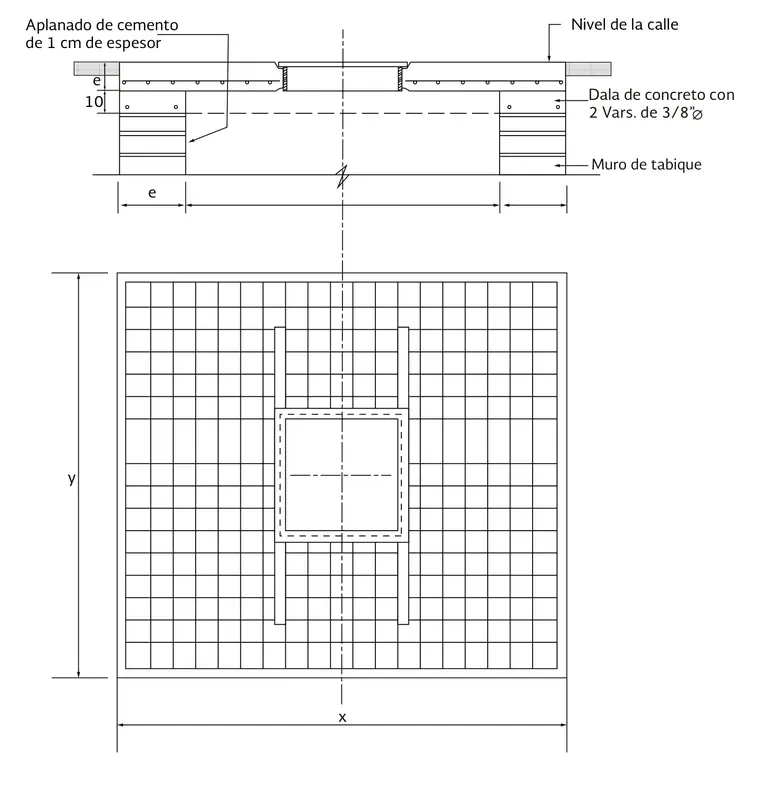 Aplanado de cemento
de 1 cm de espesor
Nivel de la calle
e
10
Dala de concreto con
2 Vars. de 3/8"∅
Muro de tabique
e
y
x